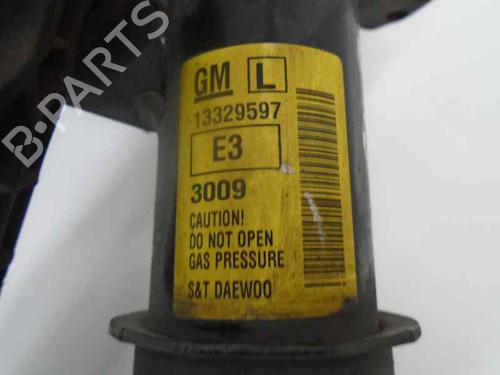 GM L
13329597
E3
3009
CAUTION!
DO NOT OPEN
GAS PRESSURE
S&T DAEWOO
B-PARTS